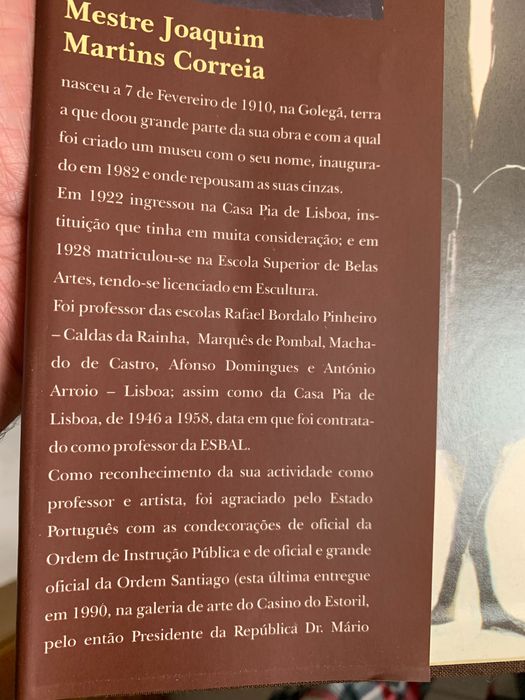 Mestre Joaquim
Martins Correia
nasceu a 7 de Fevereiro de 1910, na Golegã, terra
a que doou grande parte da sua obra e com a qual
foi criado um museu com o seu nome, inaugura-
do em 1982 e onde repousam as suas cinzas.
Em 1922 ingressou na Casa Pia de Lisboa, ins-
tituição que tinha em muita consideração; e em
1928 matriculou-se na Escola Superior de Belas
Artes, tendo-se licenciado em Escultura.
Foi professor das escolas Rafael Bordalo Pinheiro
– Caldas da Rainha, Marquês de Pombal, Macha-
do de Castro, Afonso Domingues e António
Arroio – Lisboa; assim como da Casa Pia de
Lisboa, de 1946 a 1958, data em que foi contrata-
do como professor da ESBAL.
Como reconhecimento da sua actividade como
professor e artista, foi agraciado pelo Estado
Português com as condecorações de oficial da
Ordem de Instrução Pública e de oficial e grande
oficial da Ordem Santiago (esta última entregue
em 1990, na galeria de arte do Casino do Estoril,
pelo então Presidente da República Dr. Mário